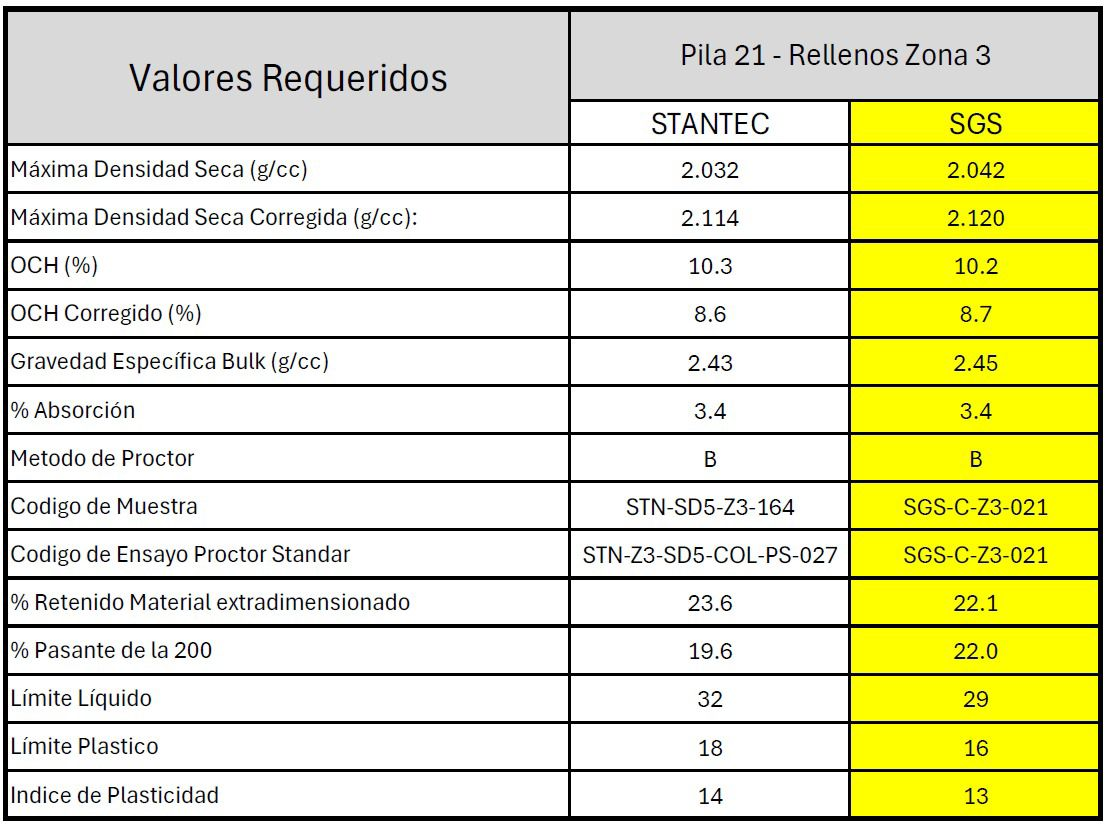 Valores Requeridos
Pila 21 - Rellenos Zona 3
STANTEC SGS
Máxima Densidad Seca (g/cc) 2.032 2.042
Máxima Densidad Seca Corregida (g/cc): 2.114 2.120
OCH (%) 10.3 10.2
OCH Corregido (%) 8.6 8.7
Gravedad Específica Bulk (g/cc) 2.43 2.45
% Absorción 3.4 3.4
Metodo de Proctor B B
Codigo de Muestra STN-SD5-Z3-164 SGS-C-Z3-021
Codigo de Ensayo Proctor Standar STN-Z3-SD5-COL-PS-027 SGS-C-Z3-021
% Retenido Material extradimensionado 23.6 22.1
% Pasante de la 200 19.6 22.0
Límite Líquido 32 29
Límite Plastico 18 16
Indice de Plasticidad 14 13